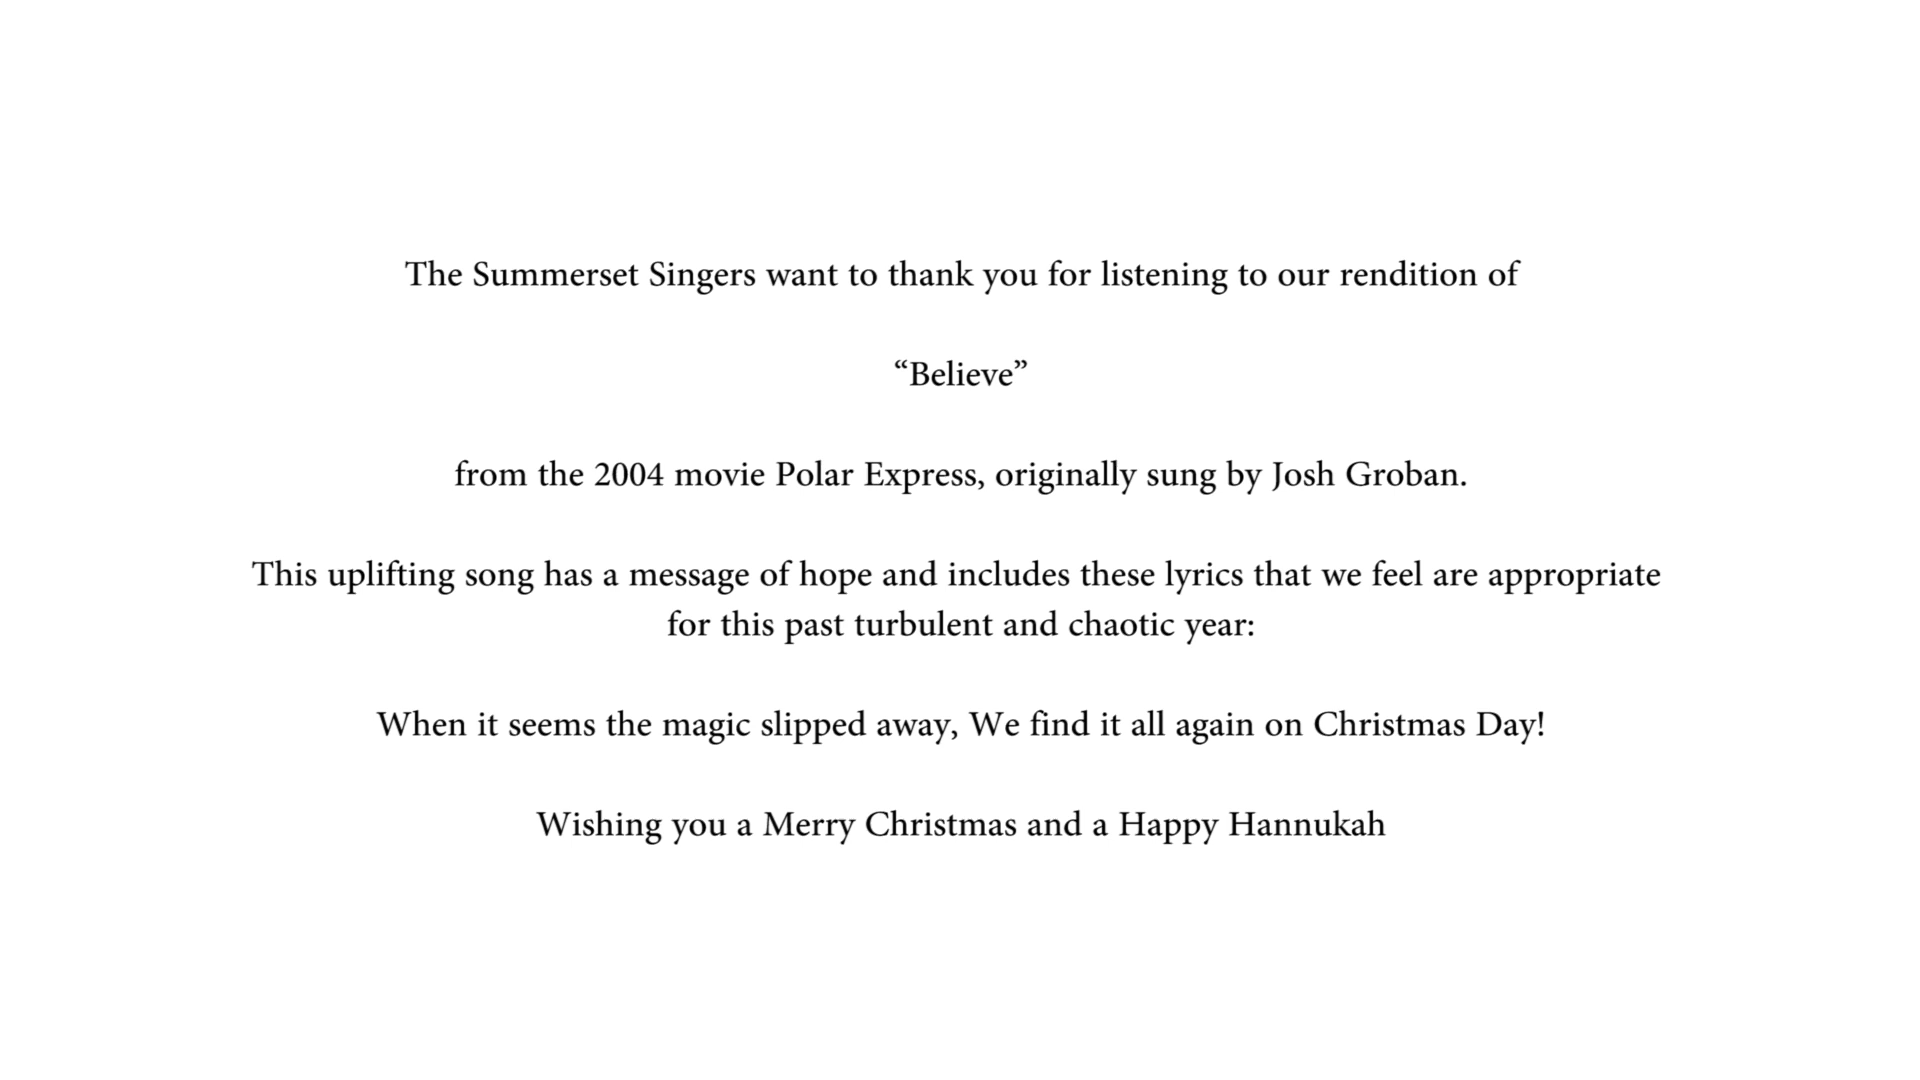 The Summerset Singers want to thank you for listening to our rendition of
“Believe”
from the 2004 movie Polar Express, originally sung by Josh Groban.
This uplifting song has a message of hope and includes these lyrics that we feel are appropriate
for this past turbulent and chaotic year:
When it seems the magic slipped away, We find it all again on Christmas Day!
Wishing you a Merry Christmas and a Happy Hannukah